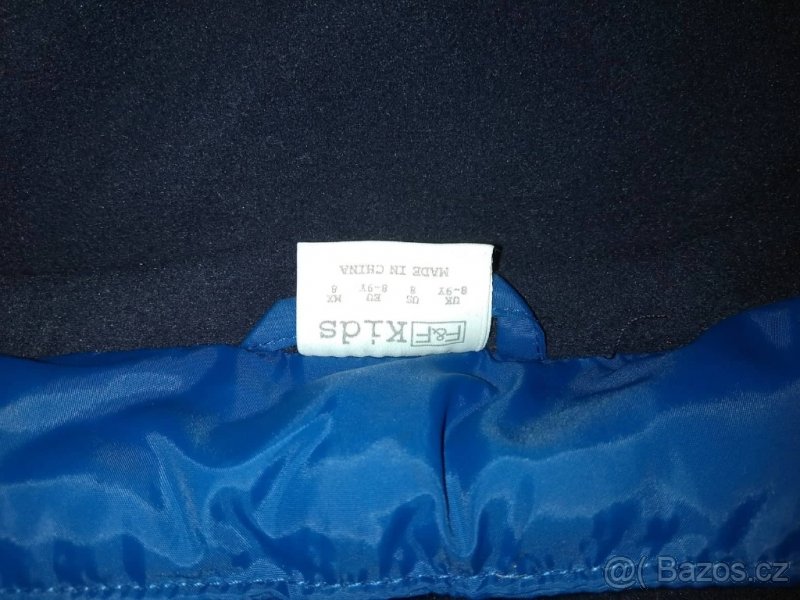 F&F Kids
UK US EU MX
8-9Y 8 8-9Y 8
MADE IN CHINA
@( Bazos.cz